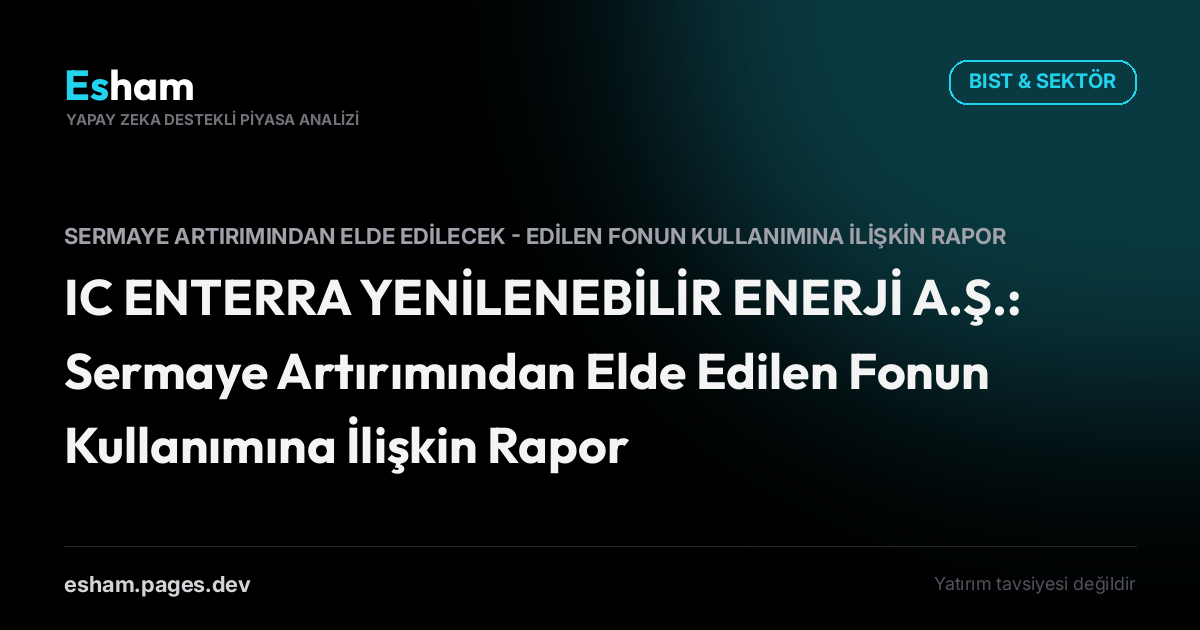 Esham
BIST & SEKTÖR
YAPAY ZEKA DESTEKLİ PİYASA ANALİZİ
SERMAYE ARTIRIMINDAN ELDE EDİLECEK - EDİLEN FONUN KULLANIMINA İLİŞKİN RAPOR
IC ENTERRA YENİLENEBİLİR ENERJİ A.Ş.:
Sermaye Artırımından Elde Edilen Fonun
Kullanımına İlişkin Rapor
esham.pages.dev
Yatırım tavsiyesi değildir